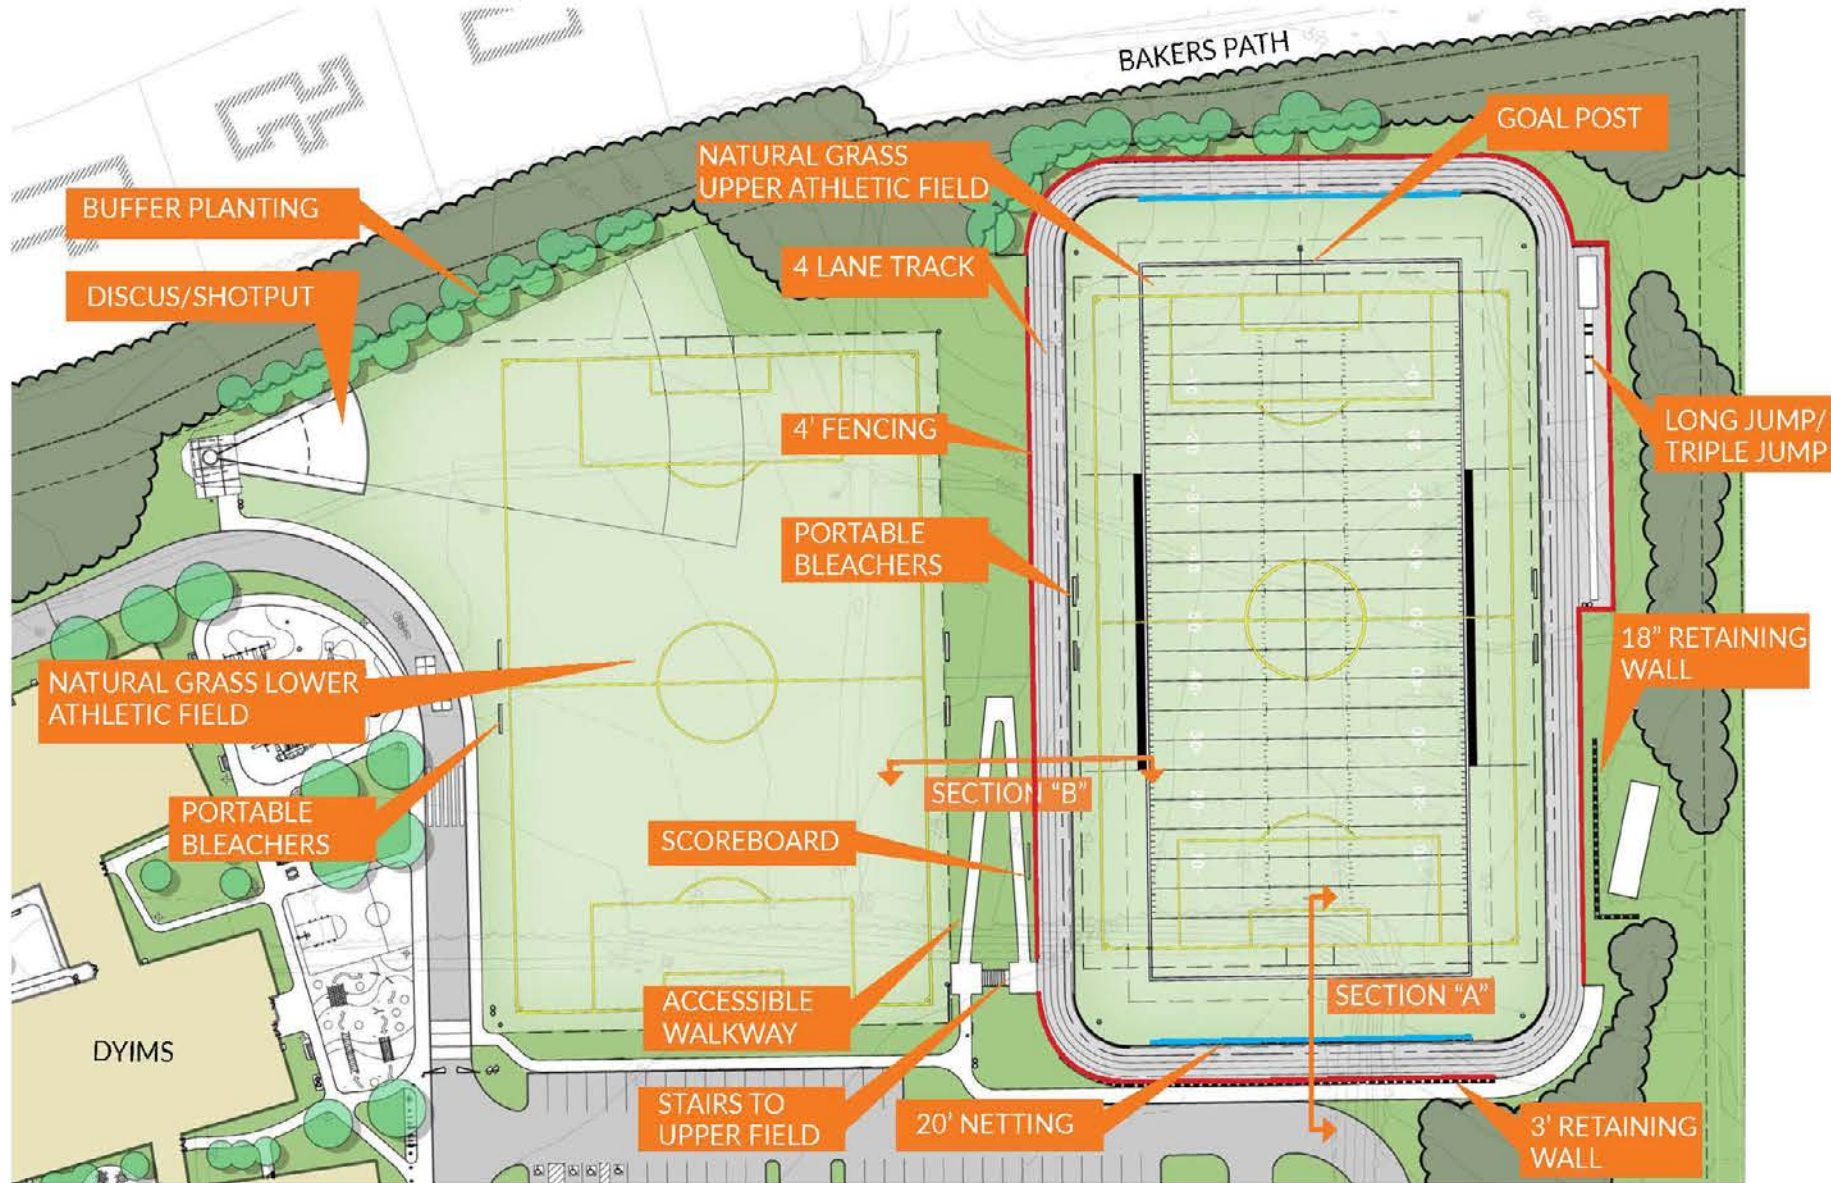 BAKERS PATH
GOAL POST
NATURAL GRASS
UPPER ATHLETIC FIELD
BUFFER PLANTING
4 LANE TRACK
DISCUS/SHOTPUT
4' FENCING
LONG JUMP/
TRIPLE JUMP
PORTABLE
BLEACHERS
18" RETAINING
WALL
NATURAL GRASS LOWER
ATHLETIC FIELD
SECTION "B"
PORTABLE
BLEACHERS
SCOREBOARD
ACCESSIBLE
WALKWAY
SECTION "A"
DYIMS
STAIRS TO
UPPER FIELD
20' NETTING
3' RETAINING
WALL